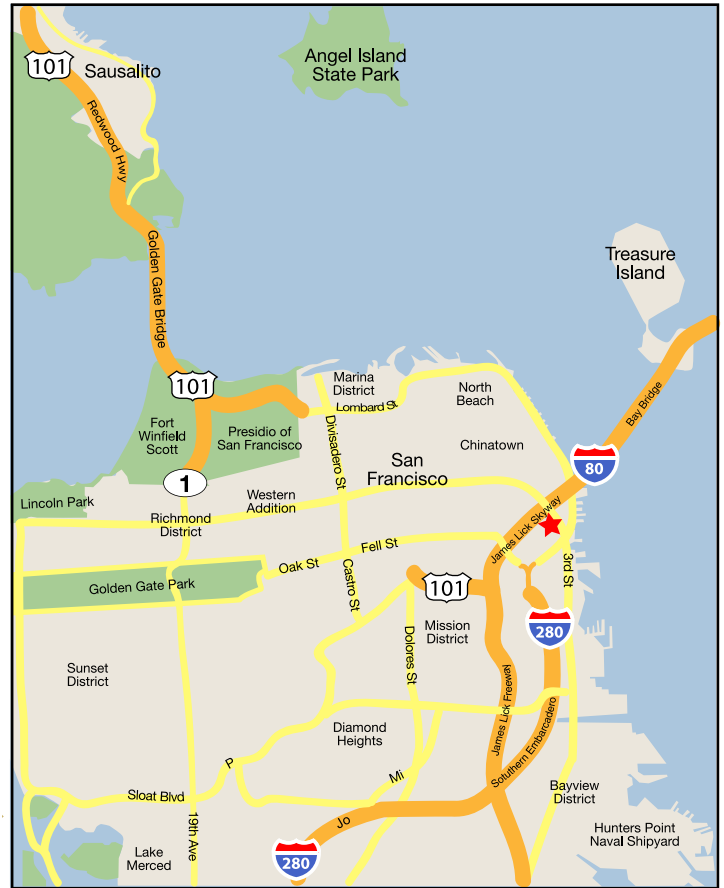 Angel Island
State Park
101
Sausalito
Redwood Hwy
Golden Gate Bridge
Treasure
Island
Bay Bridge
101
Marina
District
North
Beach
Lombard St
Fort
Winfield
Scott
Presidio of
San Francisco
Divisadero St
Chinatown
San
Francisco
80
1
Lincoln Park
Western
Addition
Richmond
District
James Lick Skyway
Fell St
Oak St
3rd St
Golden Gate Park
Castro St
101
Mission
District
280
Dolores St
Sunset
District
James Lick Freeway
Sotuthern Embarcadero
Diamond
Heights
P
Mi
Sloat Blvd
Bayview
District
19th Ave
Jo
Hunters Point
Naval Shipyard
Lake
Merced
280